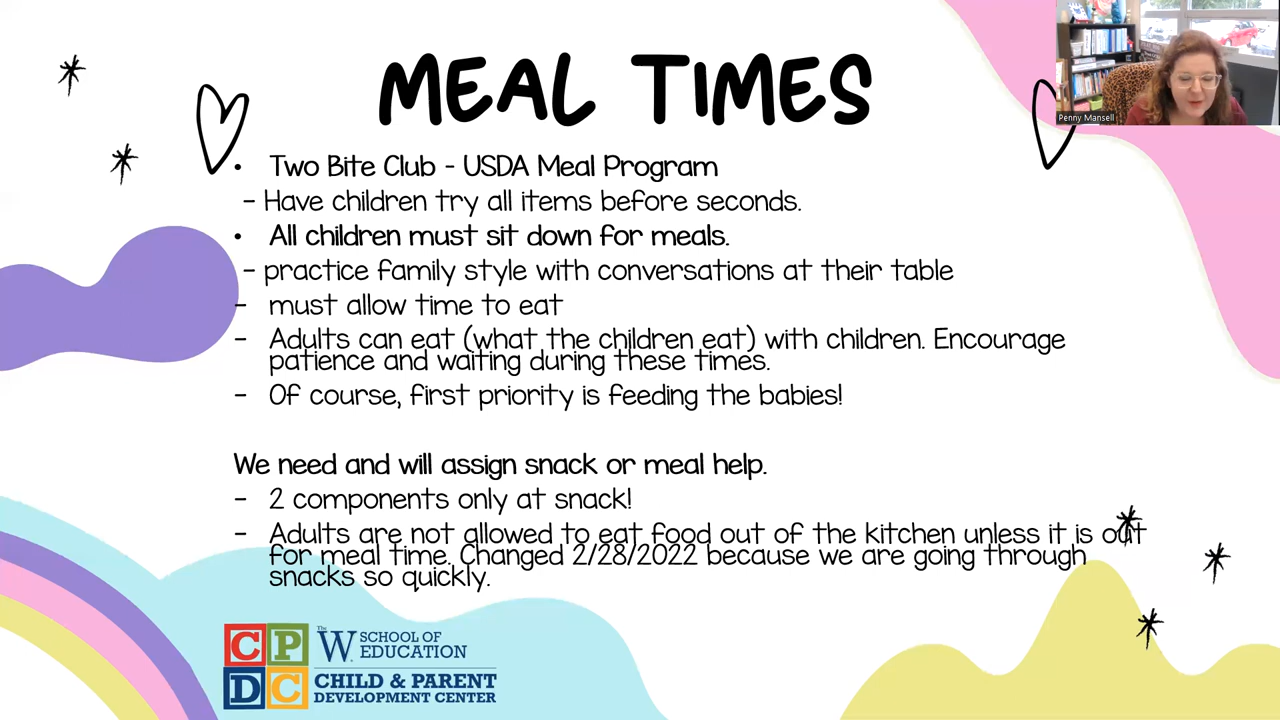 MEAL TIMES
Penny Mansell
• Two Bite Club - USDA Meal Program
- Have children try all items before seconds.
• All children must sit down for meals.
- practice family style with conversations at their table
- must allow time to eat
- Adults can eat (what the children eat) with children. Encourage
patience and waiting during these times.
- Of course, first priority is feeding the babies!
We need and will assign snack or meal help.
- 2 components only at snack!
- Adults are not allowed to eat food out of the kitchen unless it is out
for meal time. Changed 2/28/2022 because we are going through
snacks so quickly.
CP
DC
The W SCHOOL OF
EDUCATION
CHILD & PARENT
DEVELOPMENT CENTER